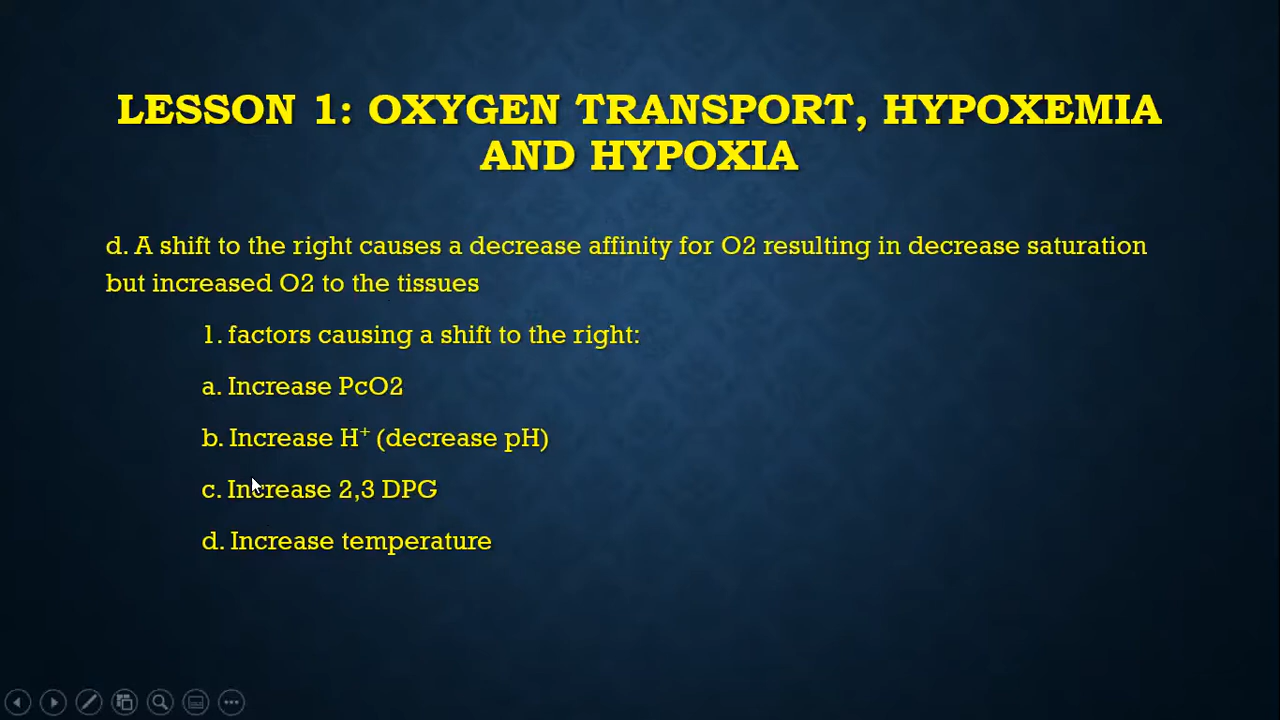 LESSON 1: OXYGEN TRANSPORT, HYPOXEMIA
AND HYPOXIA
d. A shift to the right causes a decrease affinity for O2 resulting in decrease saturation
but increased O2 to the tissues
1. factors causing a shift to the right:
a. Increase PcO2
b. Increase H⁺ (decrease pH)
c. Increase 2,3 DPG
d. Increase temperature